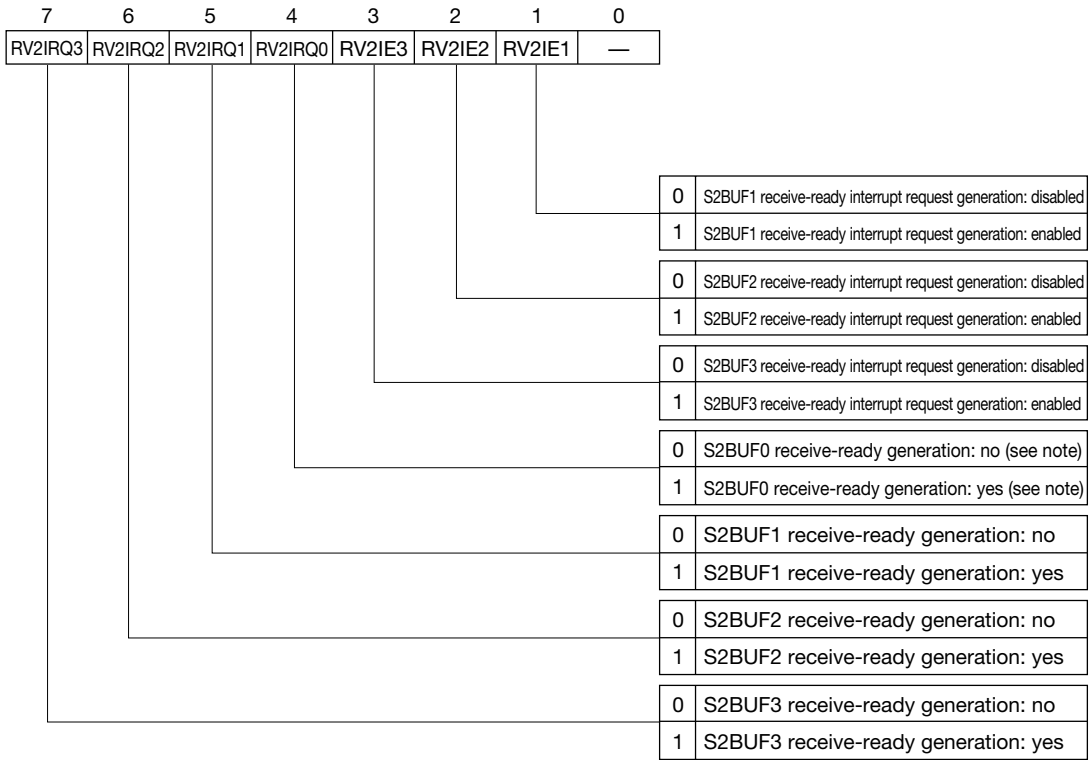 7 6 5 4 3 2 1 0
RV2IRQ3 RV2IRQ2 RV2IRQ1 RV2IRQ0 RV2IE3 RV2IE2 RV2IE1 —
0 S2BUF1 receive-ready interrupt request generation: disabled
1 S2BUF1 receive-ready interrupt request generation: enabled
0 S2BUF2 receive-ready interrupt request generation: disabled
1 S2BUF2 receive-ready interrupt request generation: enabled
0 S2BUF3 receive-ready interrupt request generation: disabled
1 S2BUF3 receive-ready interrupt request generation: enabled
0 S2BUF0 receive-ready generation: no (see note)
1 S2BUF0 receive-ready generation: yes (see note)
0 S2BUF1 receive-ready generation: no
1 S2BUF1 receive-ready generation: yes
0 S2BUF2 receive-ready generation: no
1 S2BUF2 receive-ready generation: yes
0 S2BUF3 receive-ready generation: no
1 S2BUF3 receive-ready generation: yes